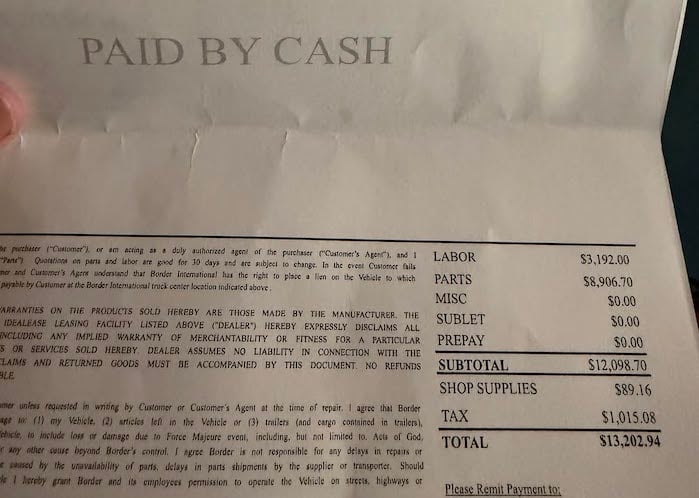 PAID BY CASH
he purchaser ("Customer"), or am acting as a duly authorized agent of the purchaser ("Customer's Agent"), and I
"Parts") Quotations on parts and labor are good for 30 days and are subject to change. In the event Customer fails
mer and Customer's Agent understand that Border International has the right to place a lien on the Vehicle to which
payable by Customer at the Border International truck center location indicated above.
ARRANTIES ON THE PRODUCTS SOLD HEREBY ARE THOSE MADE BY THE MANUFACTURER. THE
IDEALEASE LEASING FACILITY LISTED ABOVE ("DEALER") HEREBY EXPRESSLY DISCLAIMS ALL
INCLUDING ANY IMPLIED WARRANTY OF MERCHANTABILITY OR FITNESS FOR A PARTICULAR
S OR SERVICES SOLD HEREBY. DEALER ASSUMES NO LIABILITY IN CONNECTION WITH THE
LAIMS AND RETURNED GOODS MUST BE ACCOMPANIED BY THIS DOCUMENT. NO REFUNDS
BLE.
mer unless requested in writing by Customer or Customer's Agent at the time of repair. I agree that Border
age to: (1) my Vehicle, (2) articles left in the Vehicle or (3) trailers (and cargo contained in trailers),
ehicle, to include loss or damage due to Force Majeure event, including, but not limited to, Acts of God,
r any other cause beyond Border's control. I agree Border is not responsible for any delays in repairs or
e caused by the unavailability of parts, delays in parts shipments by the supplier or transporter. Should
le I hereby grant Border and its employees permission to operate the Vehicle on streets, highways or
LABOR $3,192.00
PARTS $8,906.70
MISC $0.00
SUBLET $0.00
PREPAY $0.00
SUBTOTAL $12,098.70
SHOP SUPPLIES $89.16
TAX $1,015.08
TOTAL $13,202.94
Please Remit Payment to: